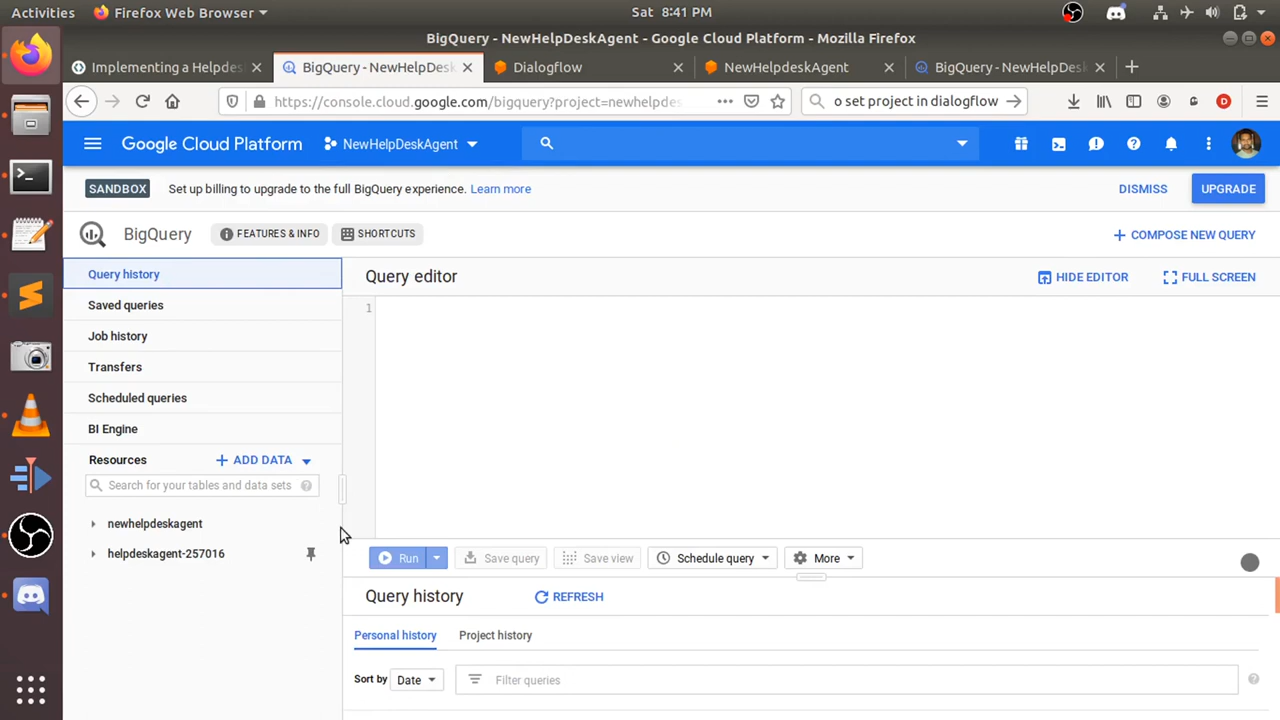 Activities
Firefox Web Browser
Sat 8:41 PM
BigQuery - NewHelpDeskAgent - Google Cloud Platform - Mozilla Firefox
Implementing a Helpdes
BigQuery - NewHelpDesk
Dialogflow
NewHelpdeskAgent
BigQuery - NewHelpDes
https://console.cloud.google.com/bigquery?project=newhelpdes
o set project in dialogflow
Google Cloud Platform
NewHelpDeskAgent
SANDBOX
Set up billing to upgrade to the full BigQuery experience. Learn more
DISMISS
UPGRADE
BigQuery
FEATURES & INFO
SHORTCUTS
COMPOSE NEW QUERY
Query history
Saved queries
Job history
Transfers
Scheduled queries
BI Engine
Resources
ADD DATA
Search for your tables and data sets
newhelpdeskagent
helpdeskagent-257016
Query editor
HIDE EDITOR
FULL SCREEN
1
Run
Save query
Save view
Schedule query
More
Query history
REFRESH
Personal history
Project history
Sort by
Date
Filter queries